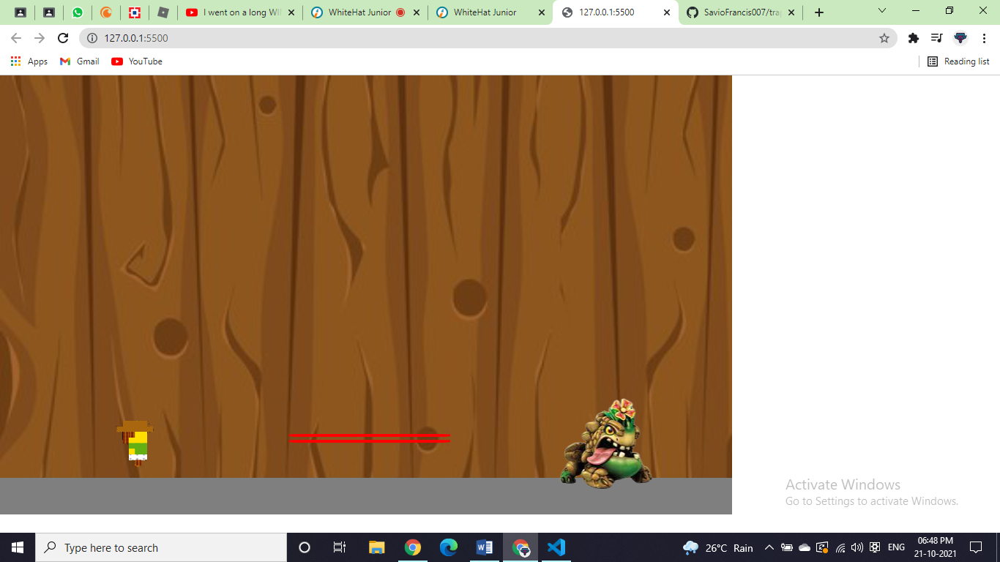 I went on a long WI
WhiteHat Junior
WhiteHat Junior
127.0.0.1:5500
SavioFrancis007/trap
127.0.0.1:5500
Apps
Gmail
YouTube
Reading list
Activate Windows
Go to Settings to activate Windows.
Type here to search
26°C Rain
ENG
06:48 PM
21-10-2021